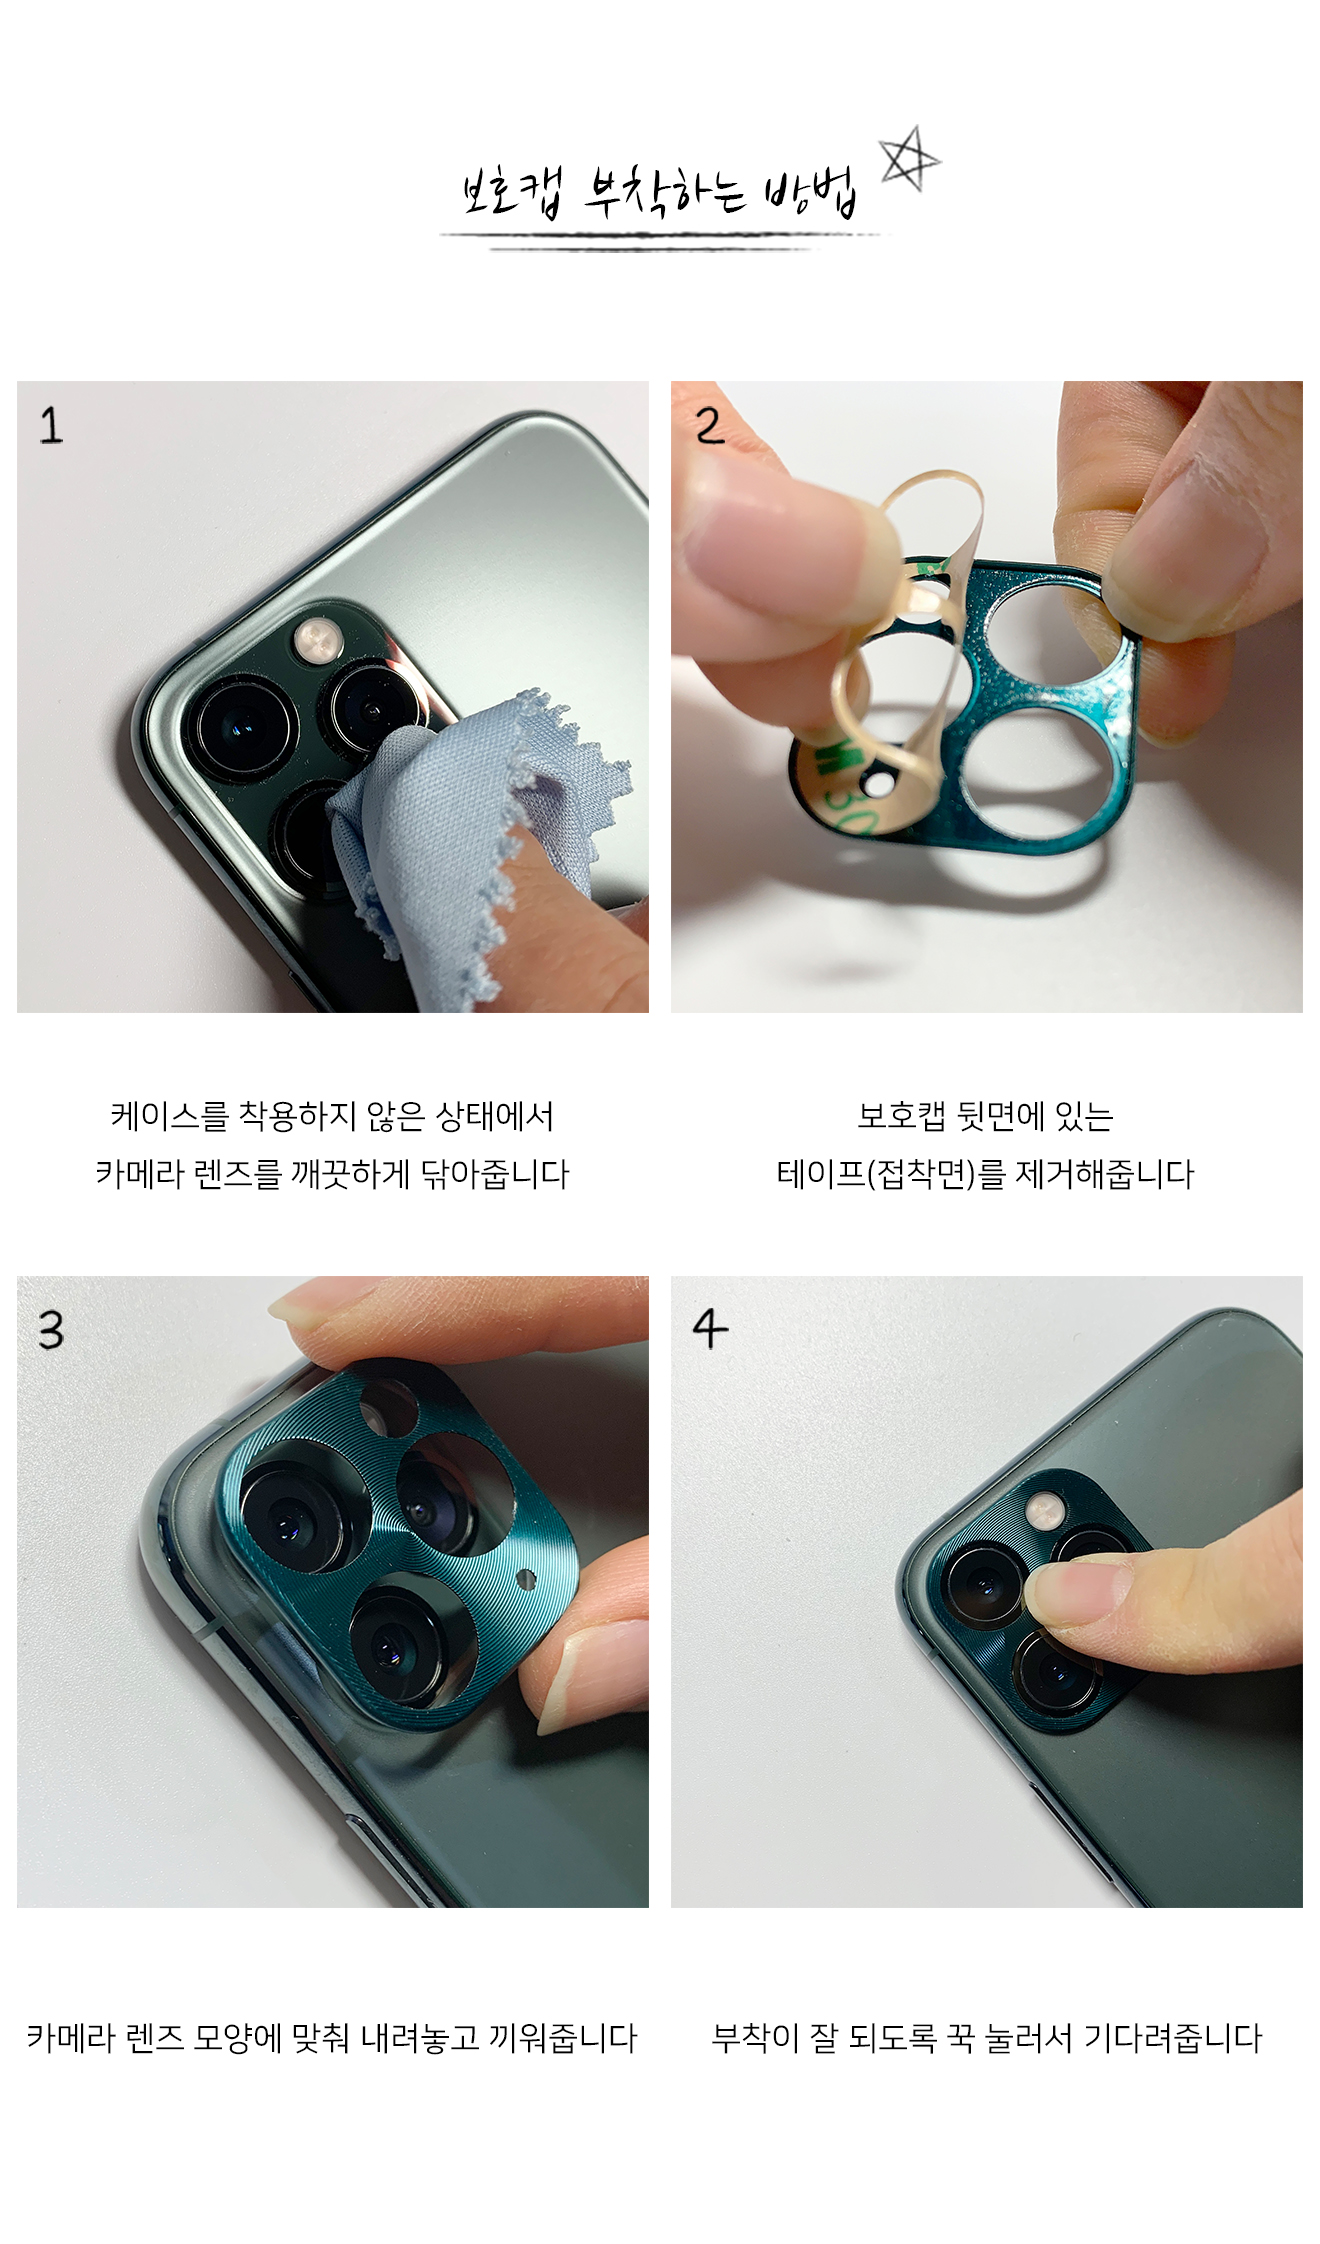 보호캡 부착하는 방법
1
2
M 30
케이스를 착용하지 않은 상태에서
카메라 렌즈를 깨끗하게 닦아줍니다
보호캡 뒷면에 있는
테이프(접착면)를 제거해줍니다
3
4
카메라 렌즈 모양에 맞춰 내려놓고 끼워줍니다
부착이 잘 되도록 꾹 눌러서 기다려줍니다